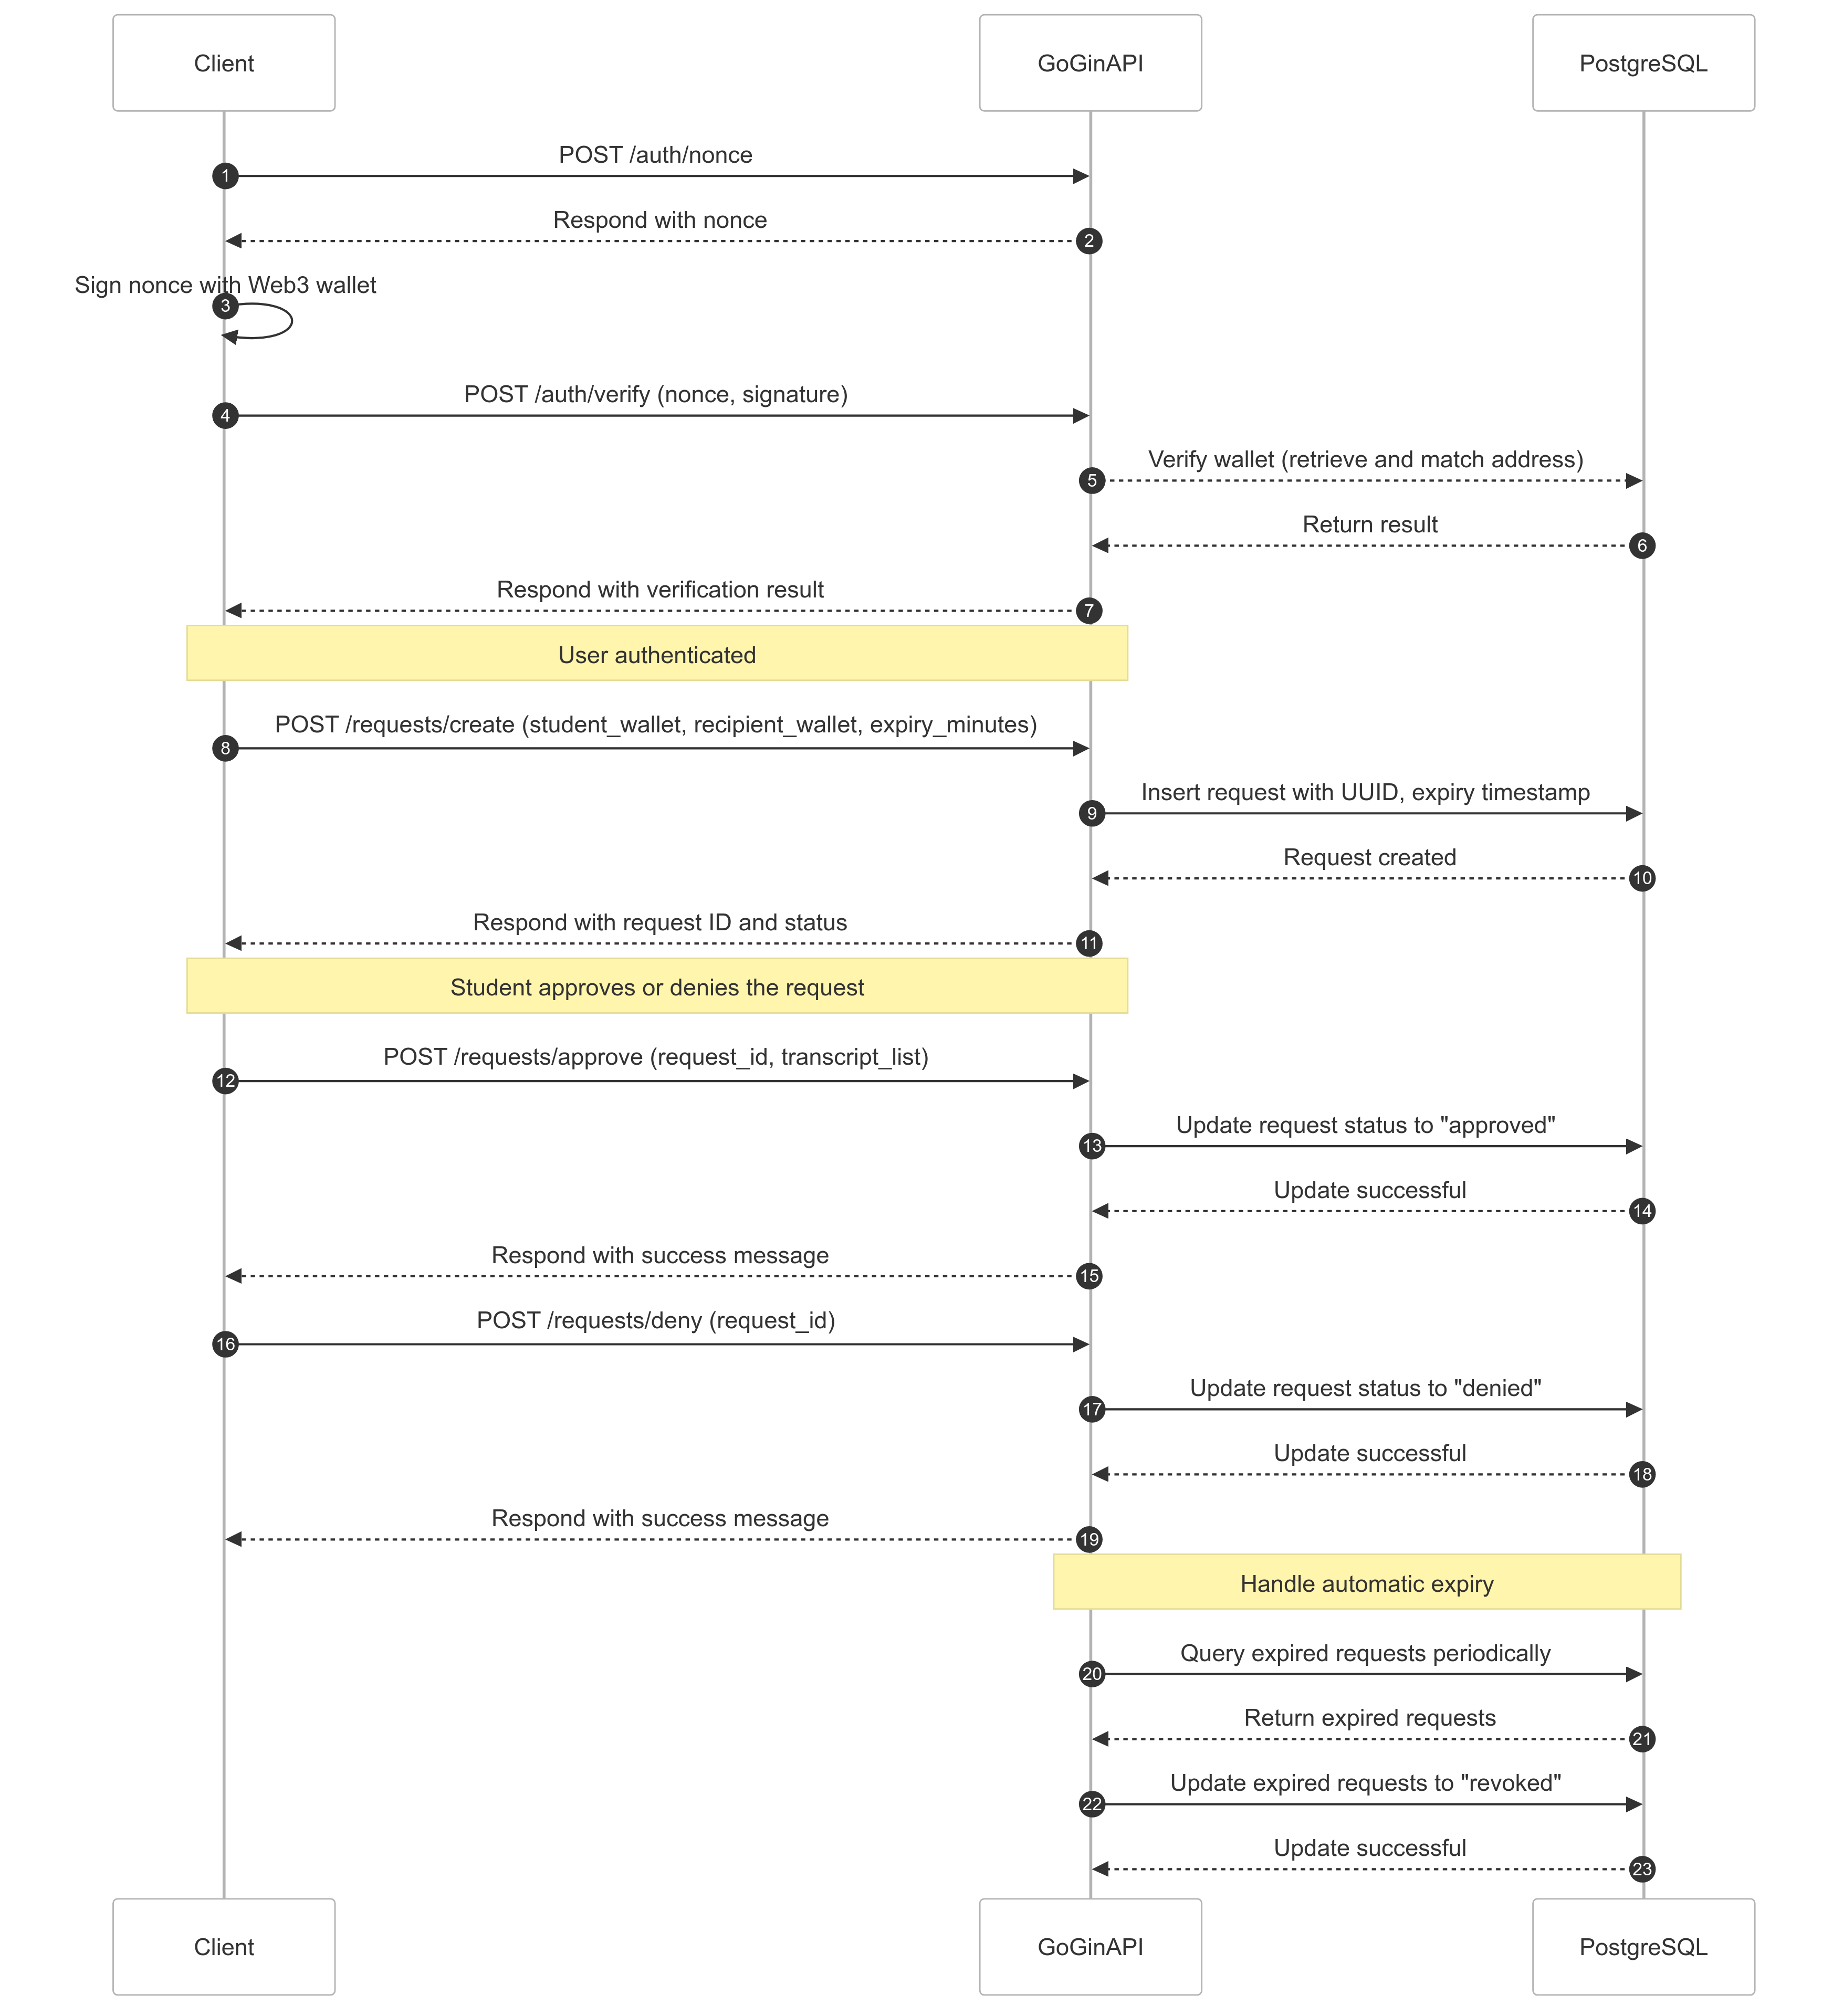 Client
GoGinAPI
PostgreSQL
POST /auth/nonce
1
Respond with nonce
2
Sign nonce with Web3 wallet
3
POST /auth/verify (nonce, signature)
4
Verify wallet (retrieve and match address)
5
Return result
6
Respond with verification result
7
User authenticated
POST /requests/create (student_wallet, recipient_wallet, expiry_minutes)
8
Insert request with UUID, expiry timestamp
9
Request created
10
Respond with request ID and status
11
Student approves or denies the request
POST /requests/approve (request_id, transcript_list)
12
Update request status to "approved"
13
Update successful
14
Respond with success message
15
POST /requests/deny (request_id)
16
Update request status to "denied"
17
Update successful
18
Respond with success message
19
Handle automatic expiry
Query expired requests periodically
20
Return expired requests
21
Update expired requests to "revoked"
22
Update successful
23
Client
GoGinAPI
PostgreSQL